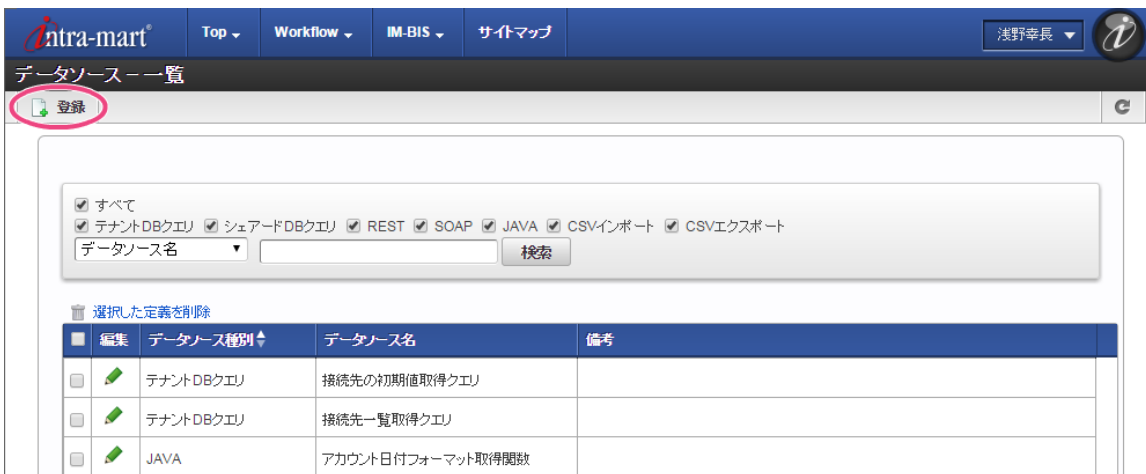 intra-mart® Top Workflow IM-BIS サイトマップ 浅野幸長
データソース - 一覧
登録
すべて
テナントDBクエリ シェアードDBクエリ REST SOAP JAVA CSVインポート CSVエクスポート
データソース名 検索
選択した定義を削除
編集 データソース種別 データソース名 備考
テナントDBクエリ 接続先の初期値取得クエリ
テナントDBクエリ 接続先一覧取得クエリ
JAVA アカウント日付フォーマット取得関数